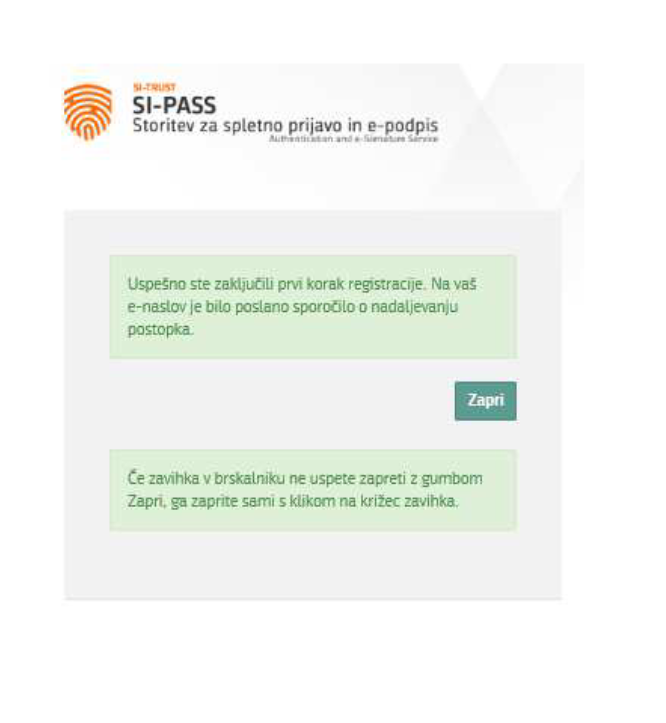 SI-TRUST
SI-PASS
Storitev za spletno prijavo in e-podpis
Authentication and e-Signature Service
Uspešno ste zaključili prvi korak registracije. Na vaš
e-naslov je bilo poslano sporočilo o nadaljevanju
postopka.
Zapri
Če zavihka v brskalniku ne uspete zapreti z gumbom
Zapri, ga zaprite sami s klikom na križec zavihka.